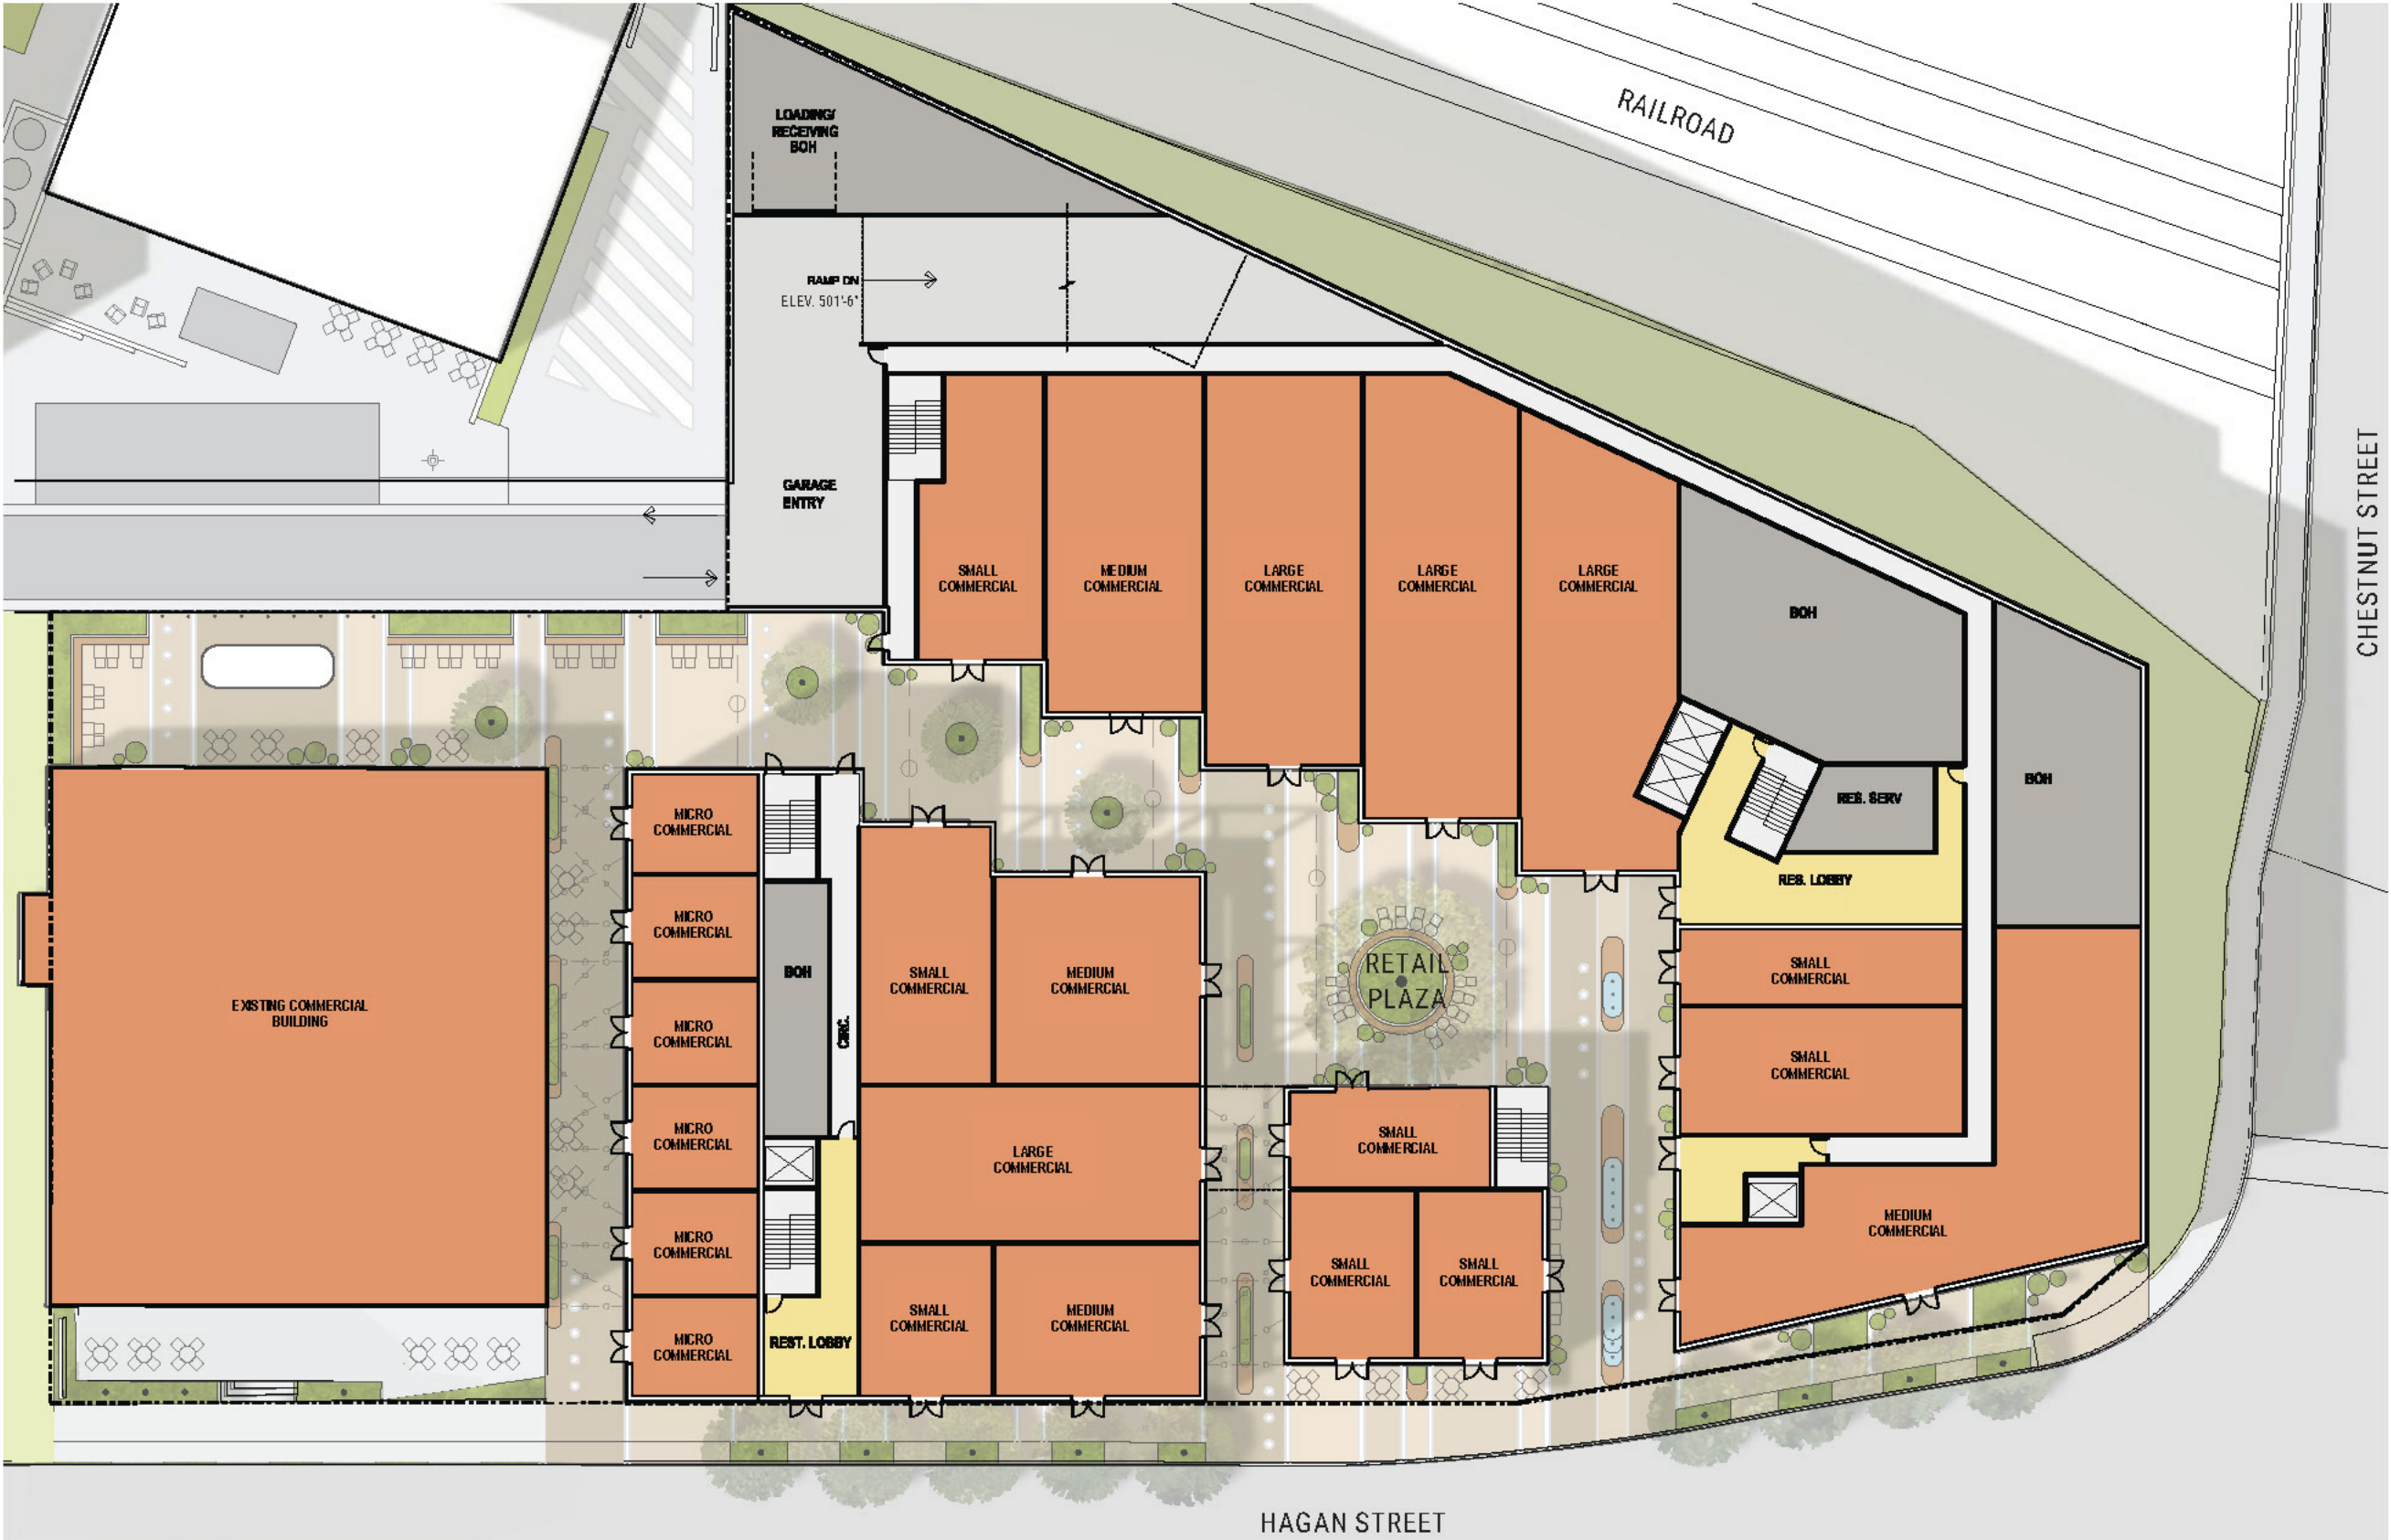 RAILROAD
LOADING/
RECEIVING
BOH
RAMP DN
ELEV. 501'-6"
CHESTNUT STREET
GARAGE
ENTRY
SMALL
COMMERCIAL
MEDIUM
COMMERCIAL
LARGE
COMMERCIAL
LARGE
COMMERCIAL
LARGE
COMMERCIAL
BOH
BOH
RES. SERV
RES. LOBBY
MICRO
COMMERCIAL
MICRO
COMMERCIAL
MICRO
COMMERCIAL
MICRO
COMMERCIAL
MICRO
COMMERCIAL
MICRO
COMMERCIAL
BOH
CIRC.
SMALL
COMMERCIAL
MEDIUM
COMMERCIAL
RETAIL
PLAZA
SMALL
COMMERCIAL
SMALL
COMMERCIAL
EXISTING COMMERCIAL
BUILDING
LARGE
COMMERCIAL
SMALL
COMMERCIAL
SMALL
COMMERCIAL
SMALL
COMMERCIAL
MEDIUM
COMMERCIAL
REST. LOBBY
SMALL
COMMERCIAL
MEDIUM
COMMERCIAL
HAGAN STREET